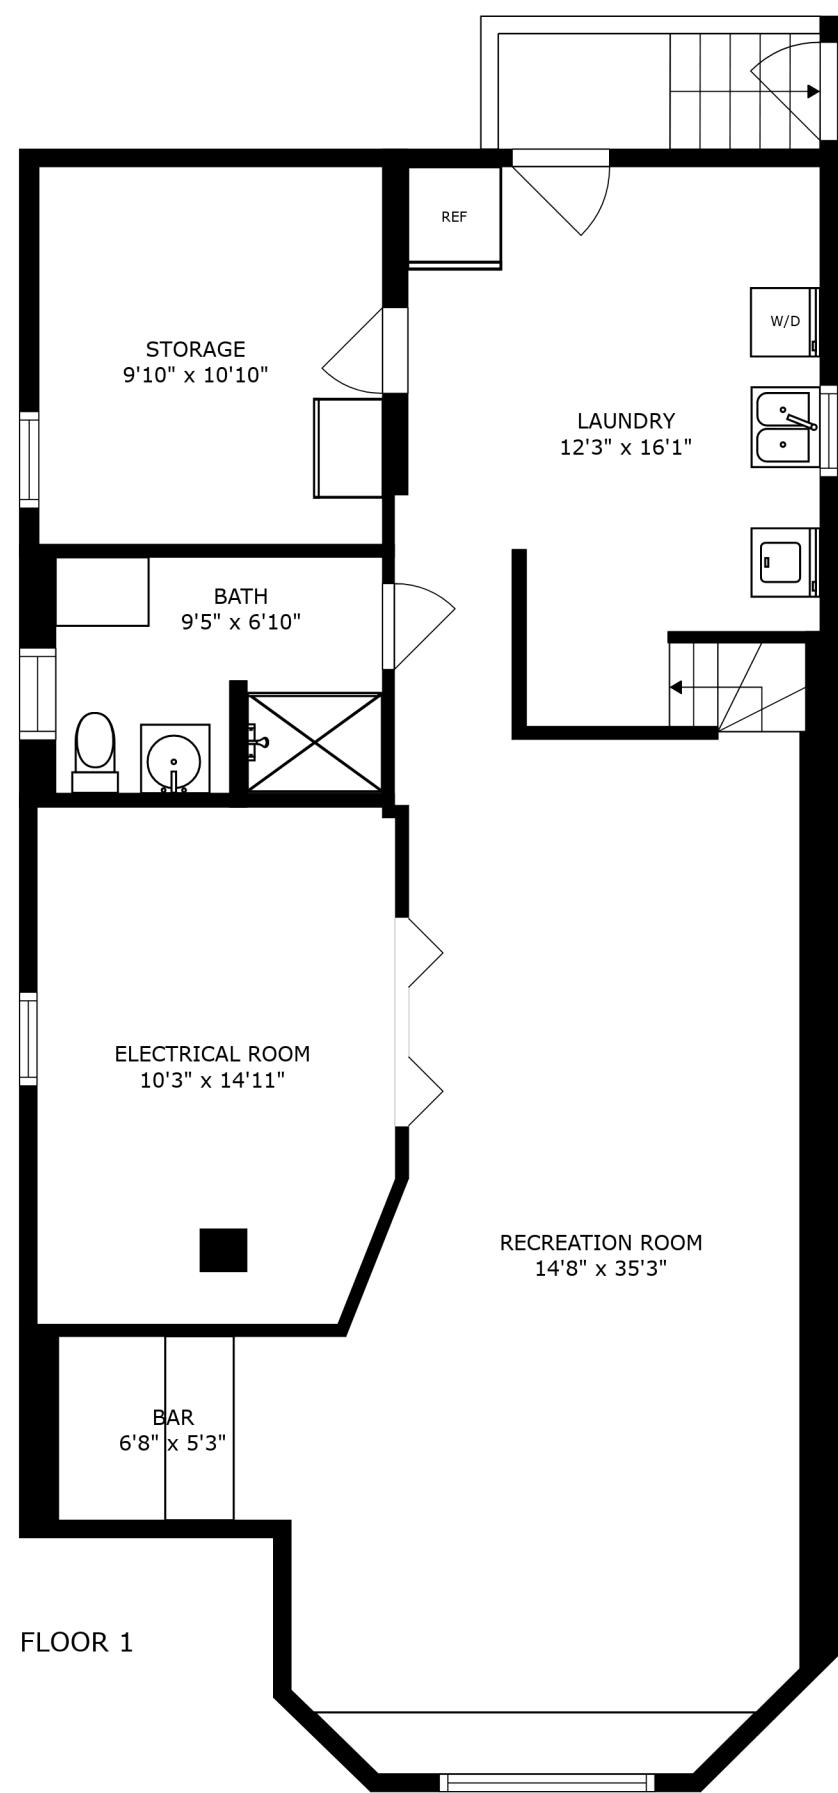 REF
W/D
STORAGE
9'10" x 10'10"
LAUNDRY
12'3" x 16'1"
BATH
9'5" x 6'10"
ELECTRICAL ROOM
10'3" x 14'11"
RECREATION ROOM
14'8" x 35'3"
BAR
6'8" x 5'3"
FLOOR 1